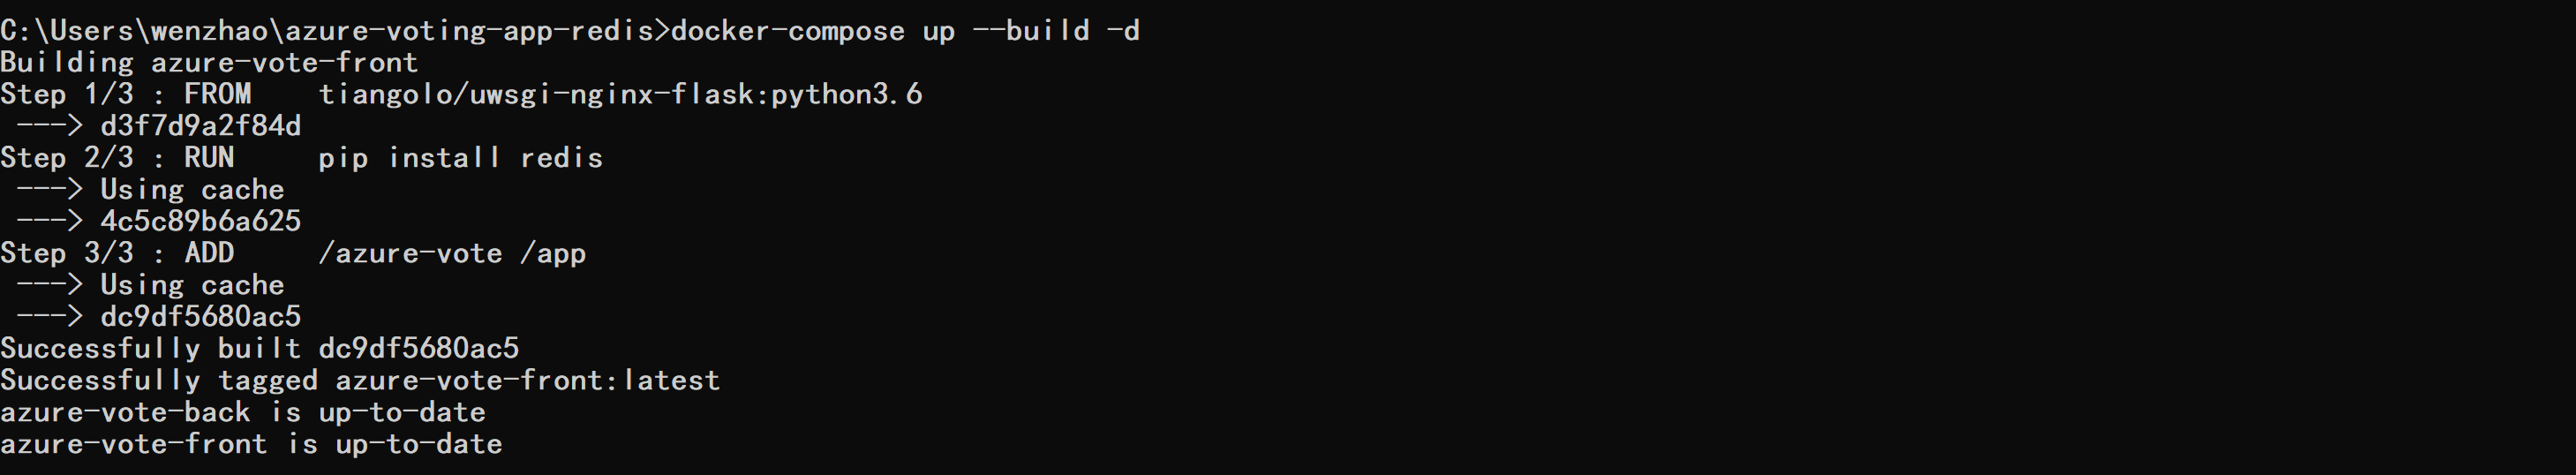 C:\Users\wenzhao\azure-voting-app-redis>docker-compose up --build -d
Building azure-vote-front
Step 1/3 : FROM    tiangolo/uwsgi-nginx-flask:python3.6
 ---> d3f7d9a2f84d
Step 2/3 : RUN     pip install redis
 ---> Using cache
 ---> 4c5c89b6a625
Step 3/3 : ADD     /azure-vote /app
 ---> Using cache
 ---> dc9df5680ac5
Successfully built dc9df5680ac5
Successfully tagged azure-vote-front:latest
azure-vote-back is up-to-date
azure-vote-front is up-to-date